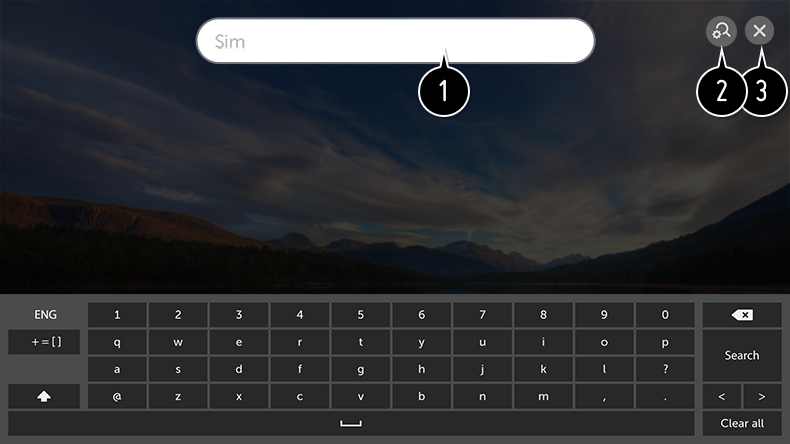 Sim
1
2 3
ENG 1 2 3 4 5 6 7 8 9 0
+=[] q w e r t y u i o p Search
a s d f g h j k l ?
@ z x c v b n m , . < >
Clear all